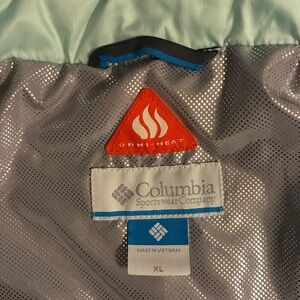 OMNI-HEAT
Columbia
Sportswear Company
MADE IN VIETNAM
XL